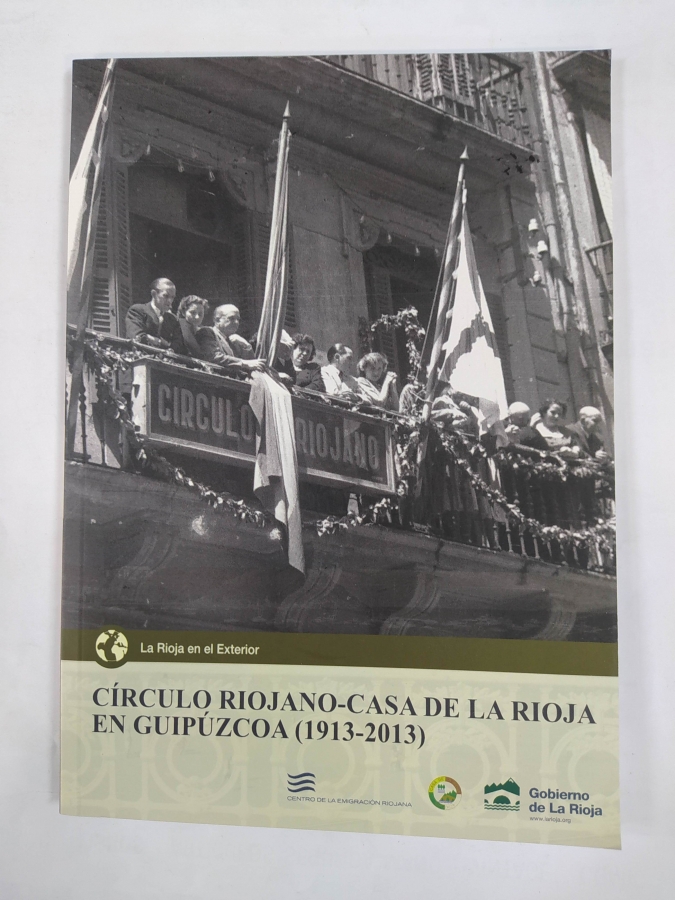 CIRCULO RIOJANO
La Rioja en el Exterior
CÍRCULO RIOJANO-CASA DE LA RIOJA
EN GUIPÚZCOA (1913-2013)
CENTRO DE LA EMIGRACIÓN RIOJANA
Gobierno
de La Rioja
www.larioja.org